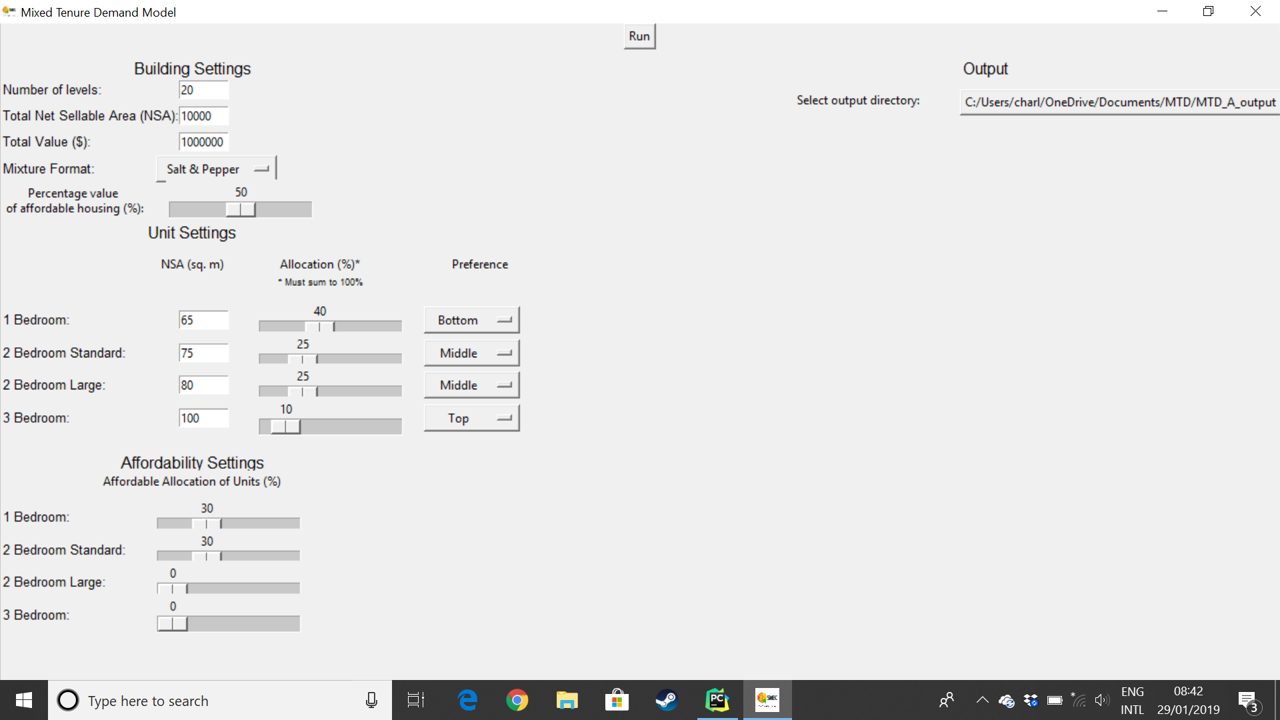 Mixed Tenure Demand Model
Run
Building Settings
Number of levels: 20
Total Net Sellable Area (NSA): 10000
Total Value ($): 1000000
Mixture Format: Salt & Pepper
Percentage value
of affordable housing (%):
50
Output
Select output directory: C:/Users/charl/OneDrive/Documents/MTD/MTD_A_output
Unit Settings
NSA (sq. m) Allocation (%)* Preference
* Must sum to 100%
1 Bedroom: 65 40 Bottom
2 Bedroom Standard: 75 25 Middle
2 Bedroom Large: 80 25 Middle
3 Bedroom: 100 10 Top
Affordability Settings
Affordable Allocation of Units (%)
1 Bedroom: 30
2 Bedroom Standard: 30
2 Bedroom Large: 0
3 Bedroom: 0
Type here to search
PC
ENG
INTL
08:42
29/01/2019
3